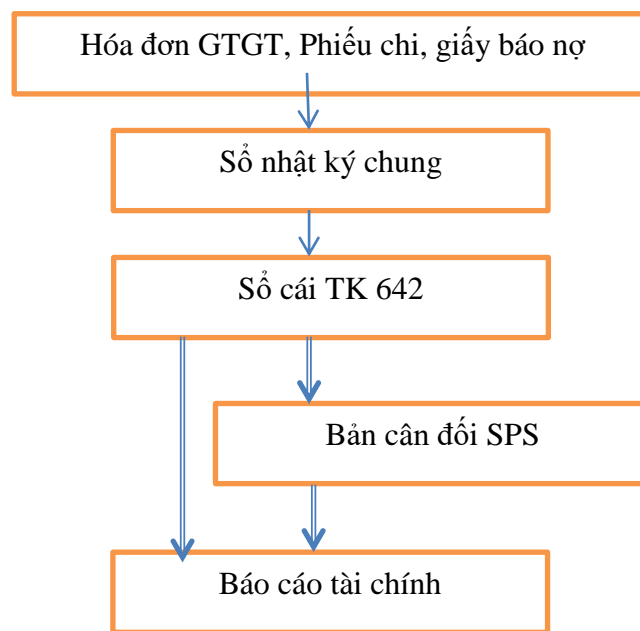 Hóa đơn GTGT, Phiếu chi, giấy báo nợ
Sổ nhật ký chung
Sổ cái TK 642
Bản cân đối SPS
Báo cáo tài chính